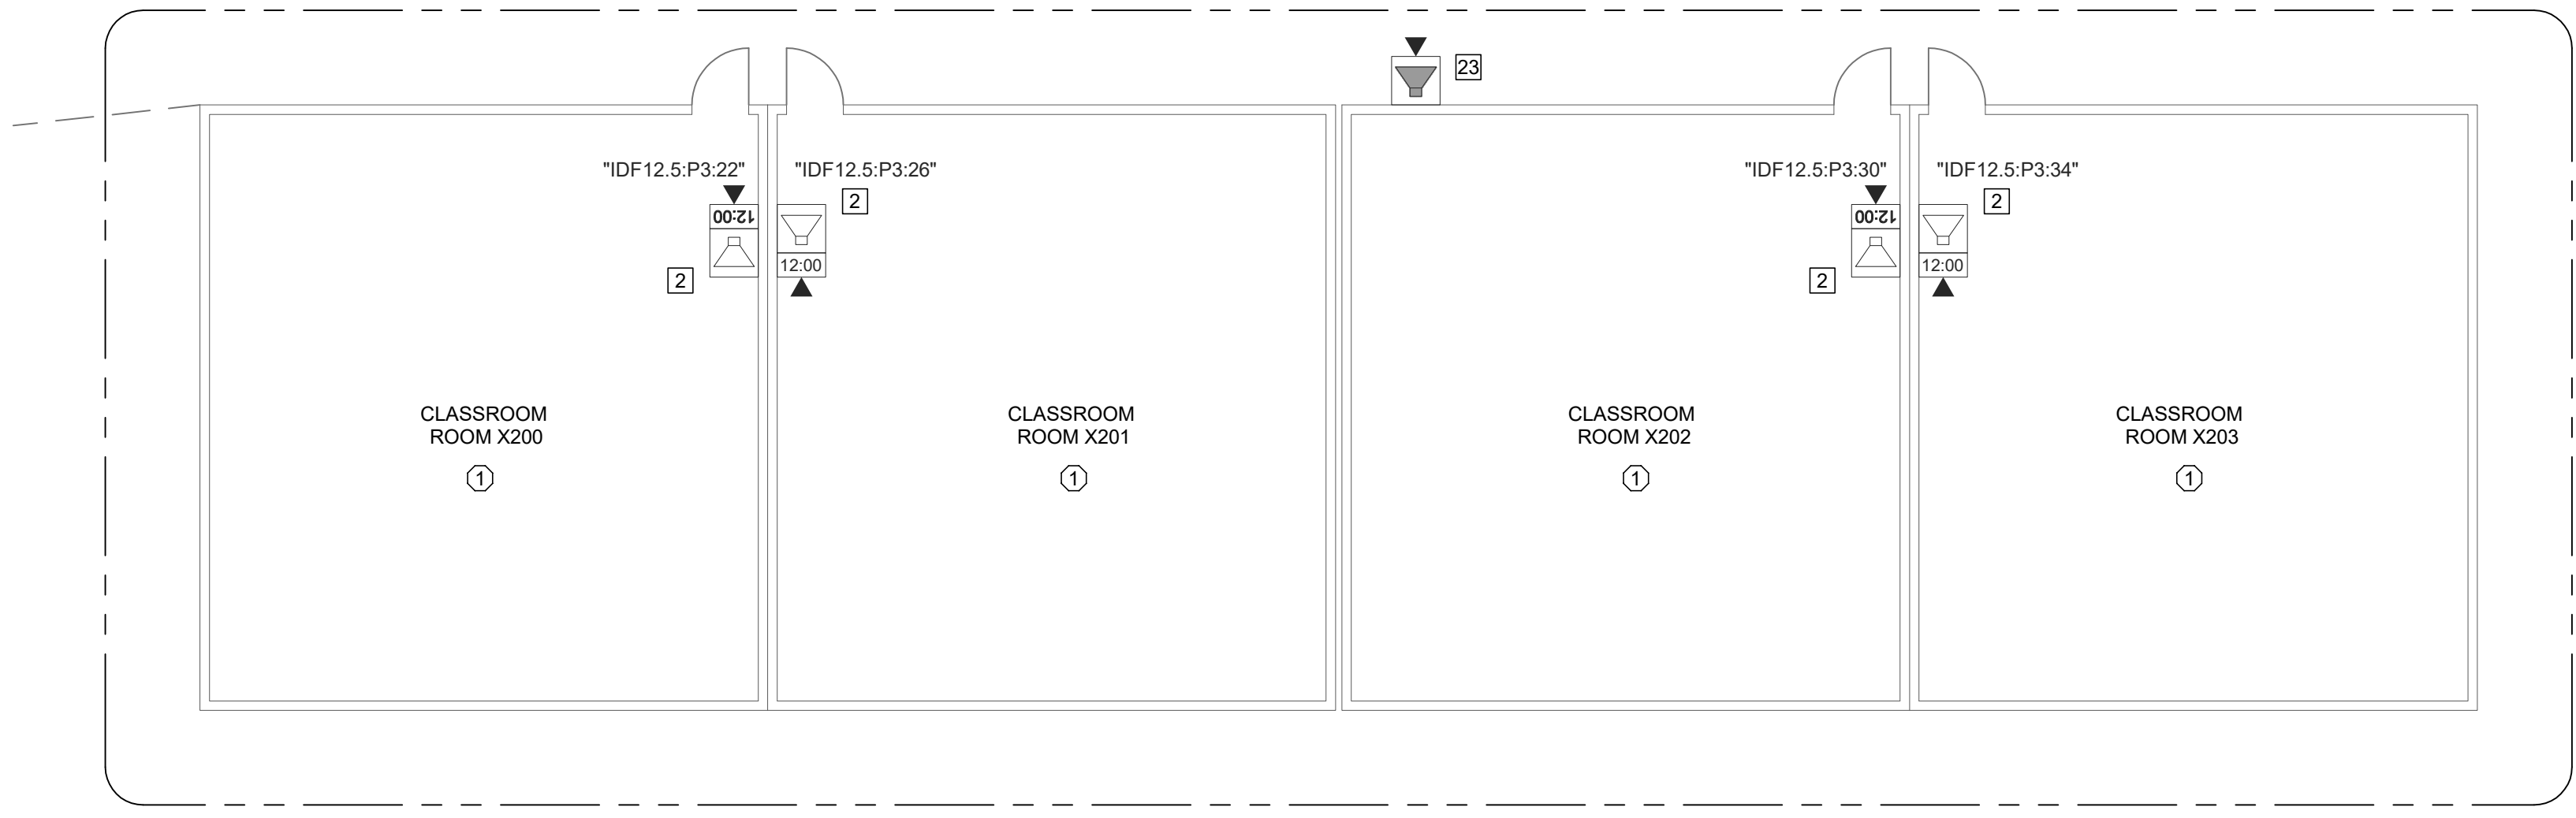 23
"IDF12.5:P3:22"
"IDF12.5:P3:26"
"IDF12.5:P3:30"
"IDF12.5:P3:34"
2
2
12:00
12:00
12:00
12:00
2
2
CLASSROOM
ROOM X200
1
CLASSROOM
ROOM X201
1
CLASSROOM
ROOM X202
1
CLASSROOM
ROOM X203
1